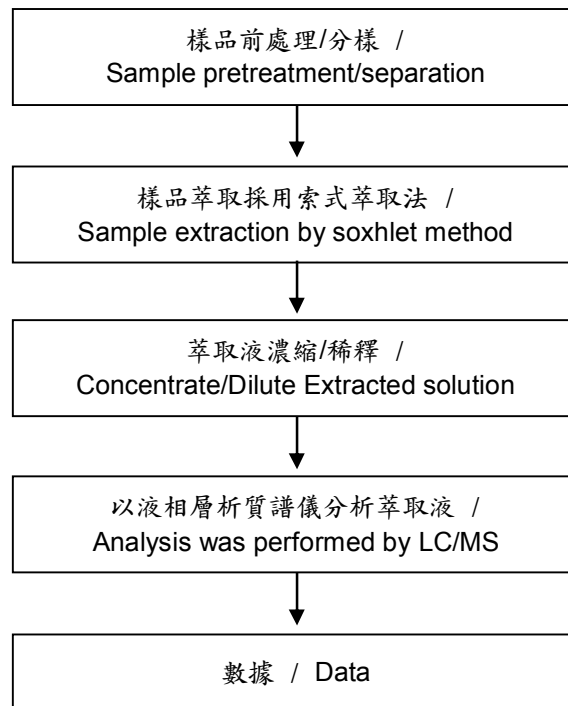 樣品前處理/分樣 /
Sample pretreatment/separation
樣品萃取採用索式萃取法 /
Sample extraction by soxhlet method
萃取液濃縮/稀釋 /
Concentrate/Dilute Extracted solution
以液相層析質譜儀分析萃取液 /
Analysis was performed by LC/MS
數據 / Data